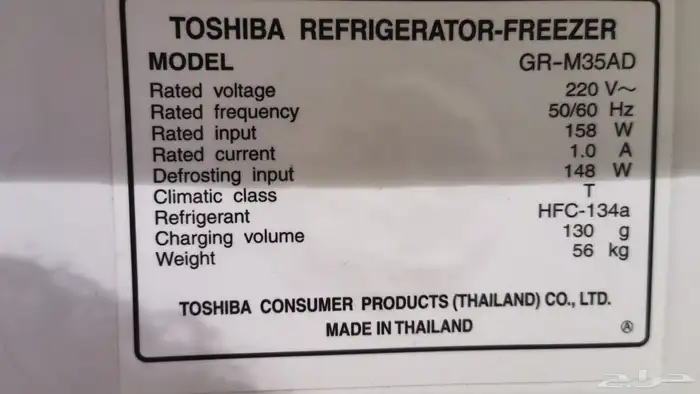 TOSHIBA REFRIGERATOR-FREEZER
MODEL GR-M35AD
Rated voltage 220 V~
Rated frequency 50/60 Hz
Rated input 158 W
Rated current 1.0 A
Defrosting input 148 W
Climatic class T
Refrigerant HFC-134a
Charging volume 130 g
Weight 56 kg
TOSHIBA CONSUMER PRODUCTS (THAILAND) CO., LTD.
MADE IN THAILAND Ⓐ
حراج